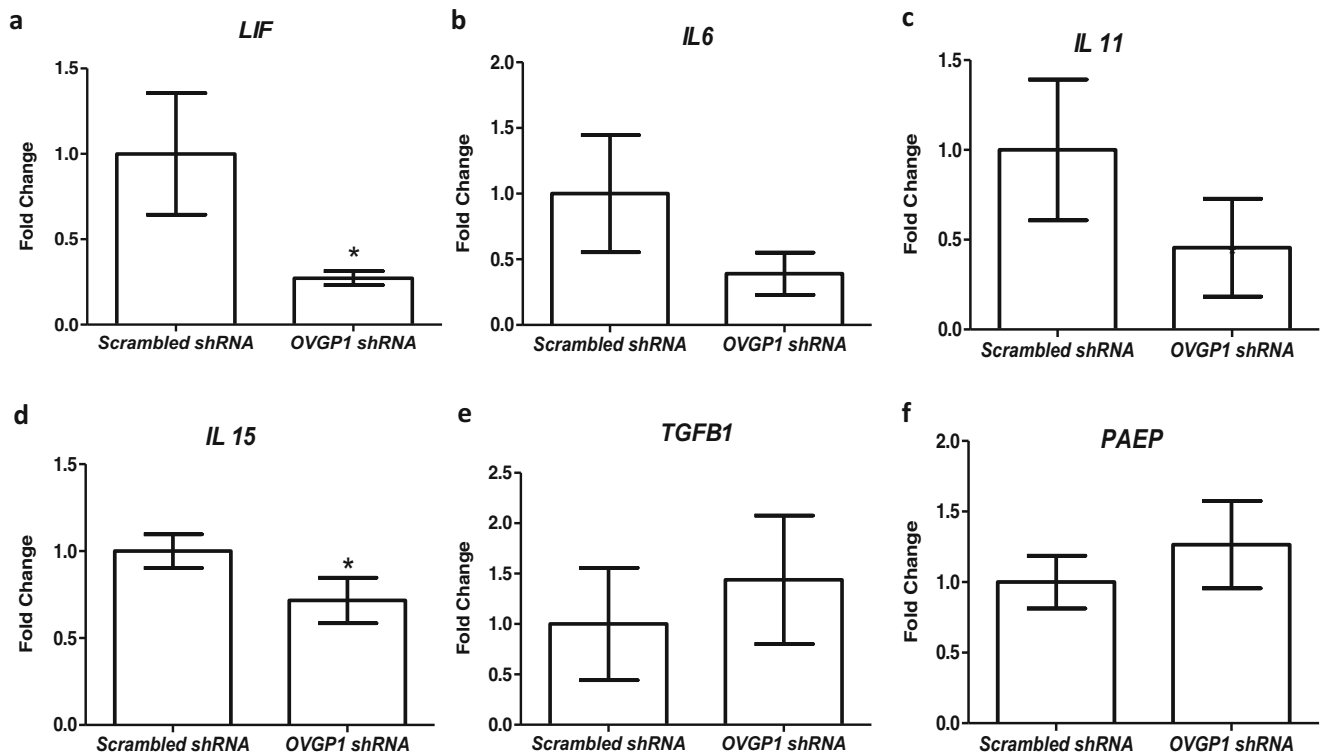 a
LIF
Fold Change
1.5
1.0
0.5
0.0
*
Scrambled shRNA OVGP1 shRNA
b
IL6
Fold Change
2.0
1.5
1.0
0.5
0.0
Scrambled shRNA OVGP1 shRNA
c
IL 11
Fold Change
1.5
1.0
0.5
0.0
Scrambled shRNA OVGP1 shRNA
d
IL 15
Fold Change
1.5
1.0
0.5
0.0
*
Scrambled shRNA OVGP1 shRNA
e
TGFB1
Fold Change
2.5
2.0
1.5
1.0
0.5
0.0
Scrambled shRNA OVGP1 shRNA
f
PAEP
Fold Change
2.0
1.5
1.0
0.5
0.0
Scrambled shRNA OVGP1 shRNA